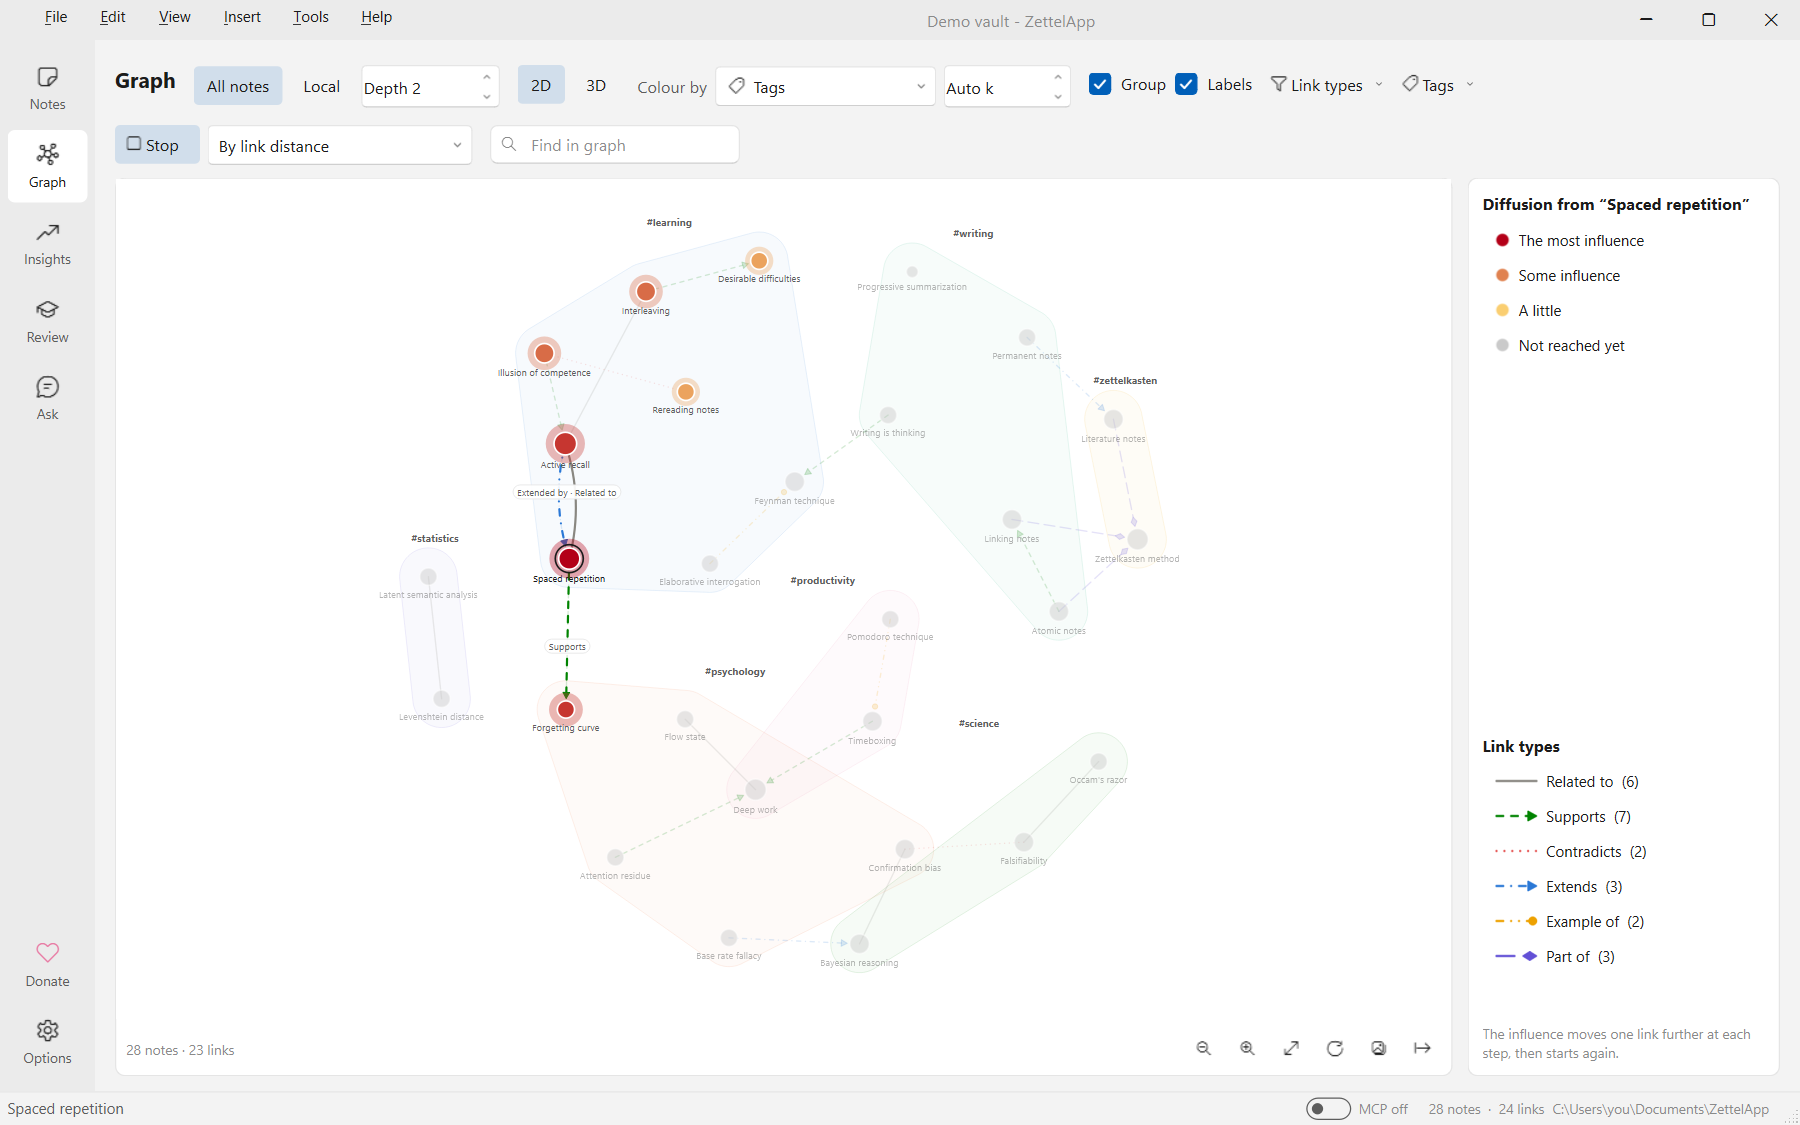 File Edit View Insert Tools Help
Demo vault - ZettelApp
Notes
Graph
Insights
Review
Ask
Donate
Options
Graph All notes Local Depth 2 2D 3D Colour by Tags Auto k Group Labels Link types Tags
Stop By link distance Find in graph
#learning
Desirable difficulties
Interleaving
Illusion of competence
Rereading notes
Active recall
Extended by · Related to
Spaced repetition
Feynman technique
Elaborative interrogation
#writing
Progressive summarization
Permanent notes
Writing is thinking
Linking notes
Atomic notes
#zettelkasten
Literature notes
Zettelkasten method
#statistics
Latent semantic analysis
Levenshtein distance
Supports
#productivity
Pomodoro technique
Timeboxing
#psychology
Forgetting curve
Flow state
Deep work
Attention residue
Confirmation bias
Base rate fallacy
#science
Occam's razor
Falsifiability
Bayesian reasoning
28 notes · 23 links
Diffusion from “Spaced repetition”
The most influence
Some influence
A little
Not reached yet
Link types
Related to (6)
Supports (7)
Contradicts (2)
Extends (3)
Example of (2)
Part of (3)
The influence moves one link further at each
step, then starts again.
Spaced repetition
MCP off 28 notes · 24 links C:\Users\you\Documents\ZettelApp